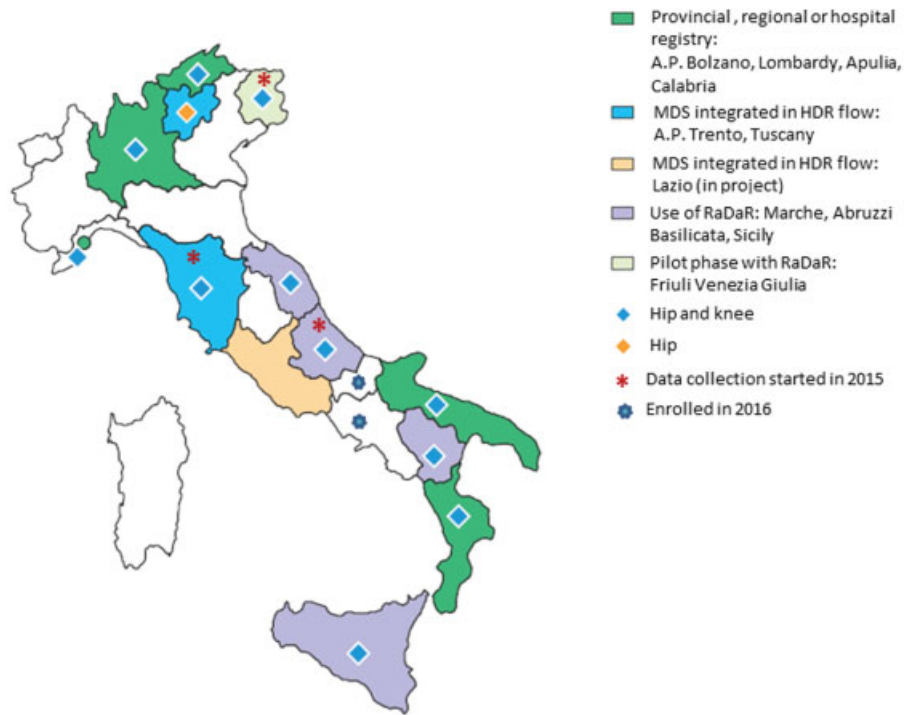 Provincial , regional or hospital
registry:
A.P. Bolzano, Lombardy, Apulia,
Calabria
MDS integrated in HDR flow:
A.P. Trento, Tuscany
MDS integrated in HDR flow:
Lazio (in project)
Use of RaDaR: Marche, Abruzzi
Basilicata, Sicily
Pilot phase with RaDaR:
Friuli Venezia Giulia
Hip and knee
Hip
Data collection started in 2015
Enrolled in 2016